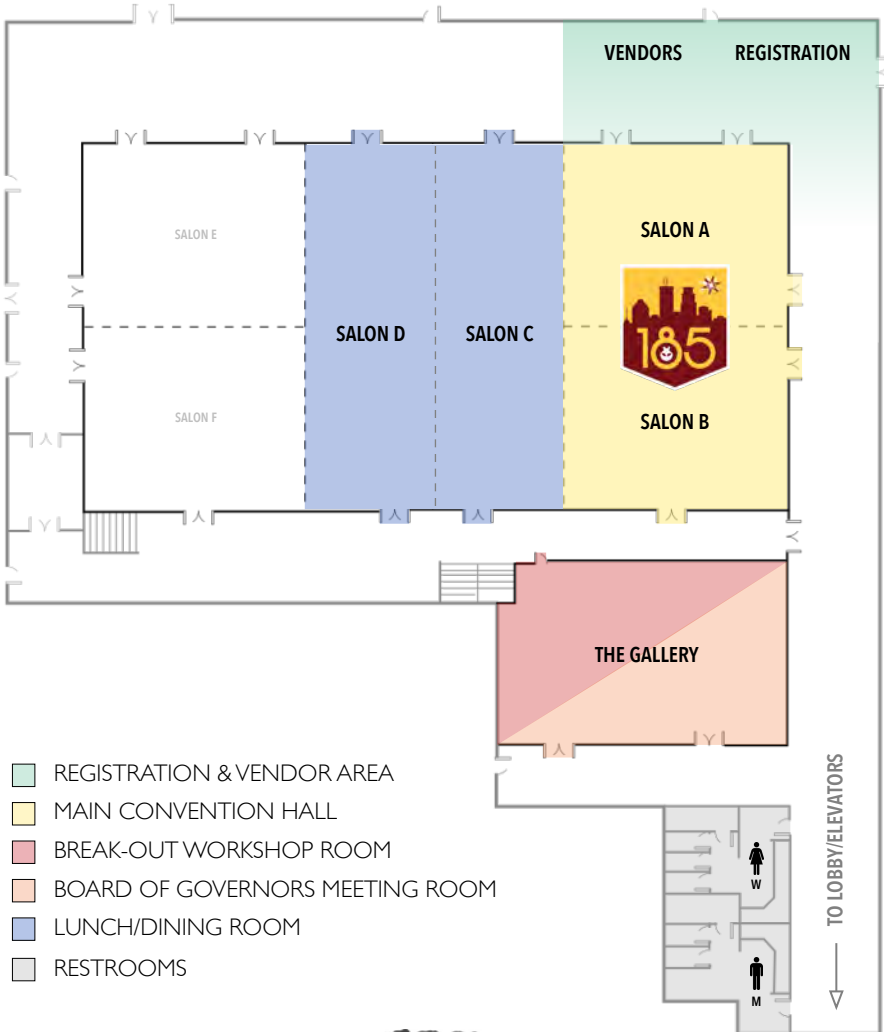 VENDORS
REGISTRATION
SALON E
SALON A
SALON D
SALON C
185
SALON F
SALON B
THE GALLERY
REGISTRATION & VENDOR AREA
MAIN CONVENTION HALL
BREAK-OUT WORKSHOP ROOM
BOARD OF GOVERNORS MEETING ROOM
LUNCH/DINING ROOM
RESTROOMS
W
M
TO LOBBY/ELEVATORS